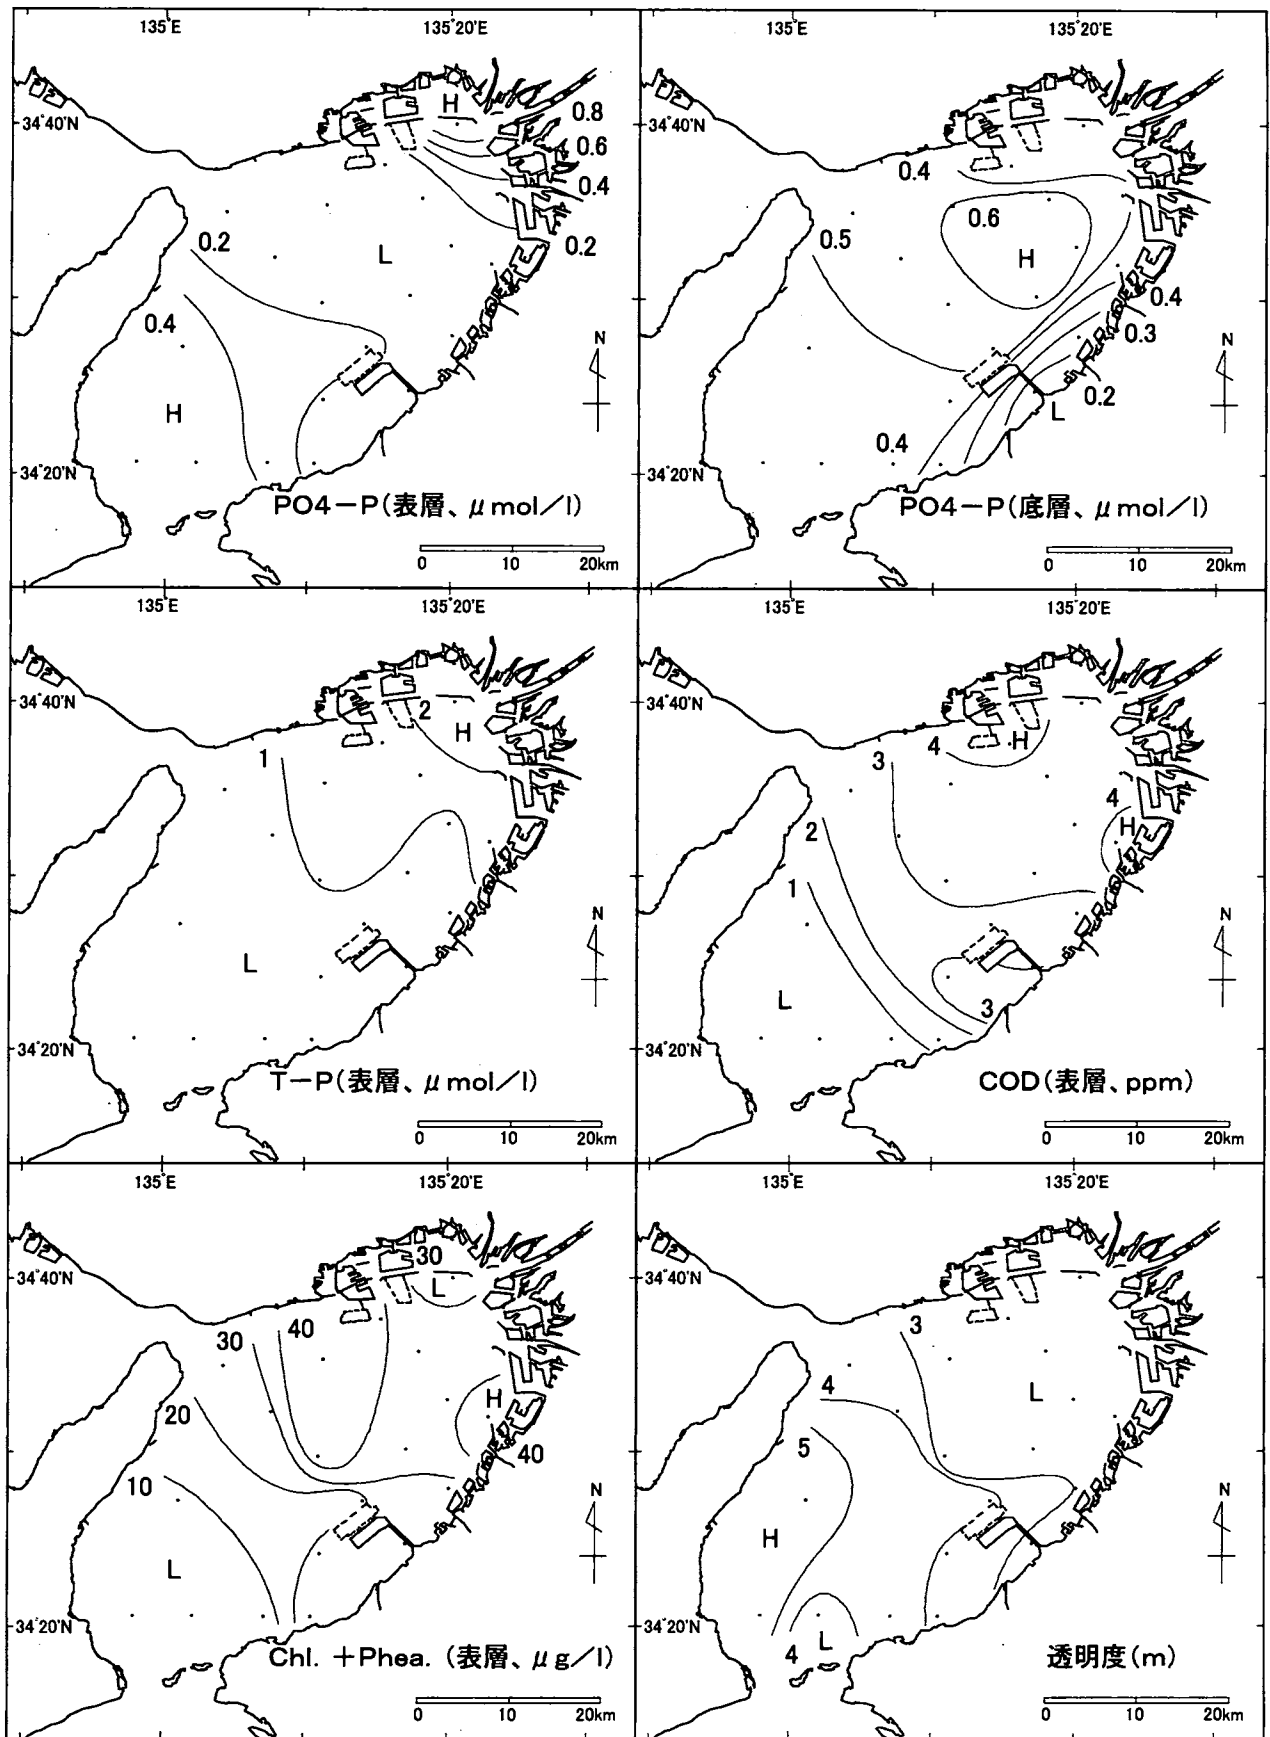 135°E 135°20'E
34°40'N
H
0.8
0.6
0.4
0.2
0.2
L
0.4
H
N
34°20'N
PO4-P(表層、μmol/l)
0 10 20km
135°E 135°20'E
34°40'N
0.4
0.6
0.5
H
0.4
0.3
N
0.2
L
0.4
34°20'N
PO4-P(底層、μmol/l)
0 10 20km
135°E 135°20'E
34°40'N
2
H
1
N
L
34°20'N
T-P(表層、μmol/l)
0 10 20km
135°E 135°20'E
34°40'N
4
H
3
4
H
2
1
N
L
3
34°20'N
COD(表層、ppm)
0 10 20km
135°E 135°20'E
30
34°40'N
L
40
30
H
20
40
10
N
L
34°20'N
Chl. +Phea. (表層、μg/l)
0 10 20km
135°E 135°20'E
34°40'N
3
4
L
5
N
H
34°20'N
4
L
透明度(m)
0 10 20km